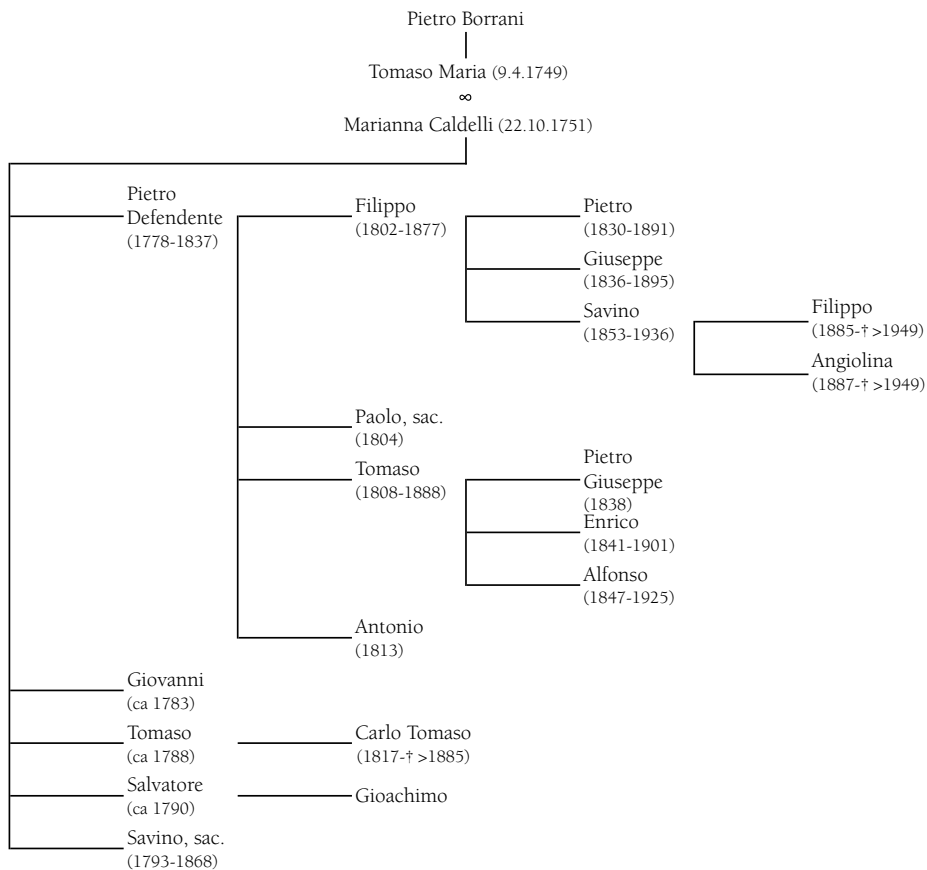 Pietro Borrani
Tomaso Maria (9.4.1749)
∞
Marianna Caldelli (22.10.1751)
Pietro
Defendente
(1778-1837)
Filippo
(1802-1877)
Pietro
(1830-1891)
Giuseppe
(1836-1895)
Savino
(1853-1936)
Filippo
(1885-† >1949)
Angiolina
(1887-† >1949)
Paolo, sac.
(1804)
Tomaso
(1808-1888)
Pietro
Giuseppe
(1838)
Enrico
(1841-1901)
Alfonso
(1847-1925)
Antonio
(1813)
Giovanni
(ca 1783)
Tomaso
(ca 1788)
Carlo Tomaso
(1817-† >1885)
Salvatore
(ca 1790)
Gioachimo
Savino, sac.
(1793-1868)